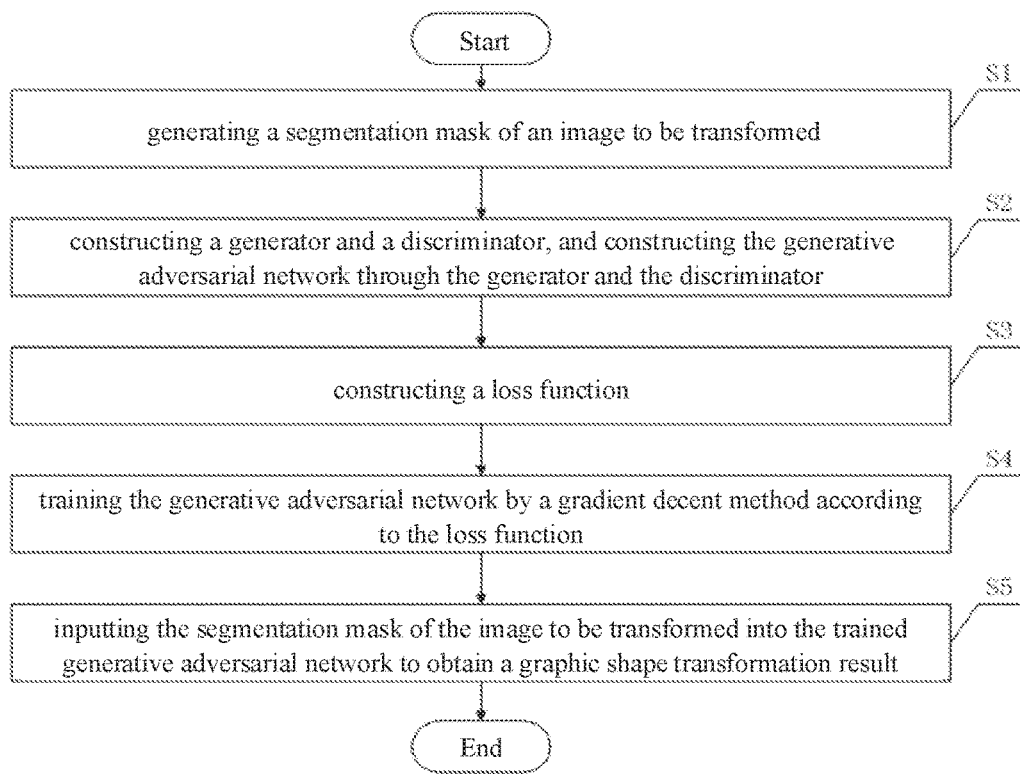 Start
S1
generating a segmentation mask of an image to be transformed
S2
constructing a generator and a discriminator, and constructing the generative
adversarial network through the generator and the discriminator
S3
constructing a loss function
S4
training the generative adversarial network by a gradient decent method according
to the loss function
S5
inputting the segmentation mask of the image to be transformed into the trained
generative adversarial network to obtain a graphic shape transformation result
End